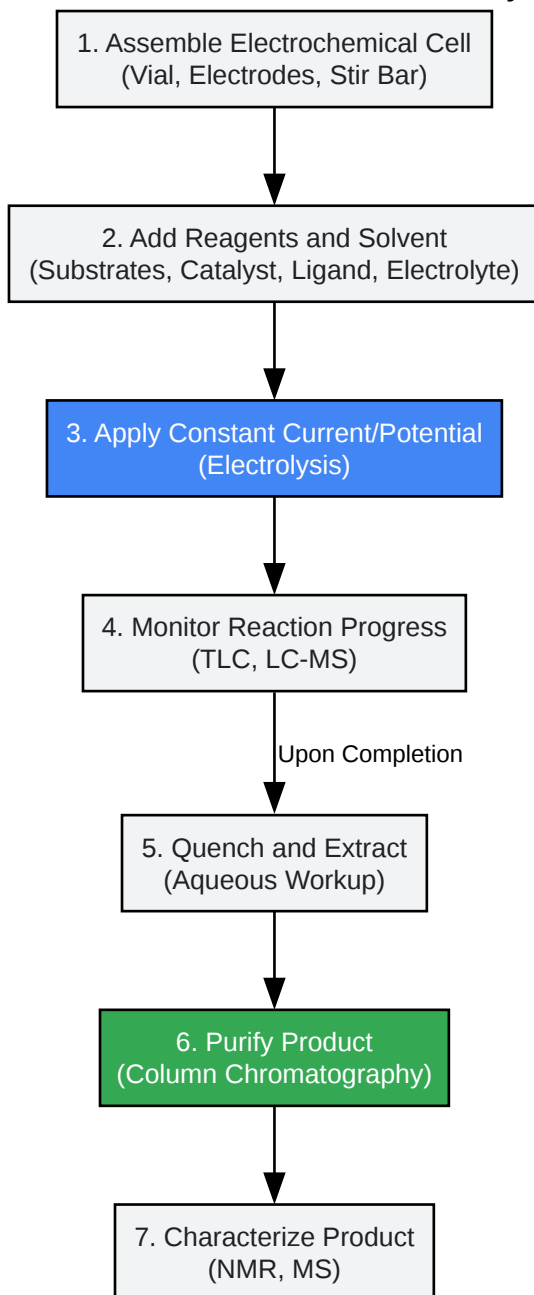 1. Assemble Electrochemical Cell
(Vial, Electrodes, Stir Bar)
2. Add Reagents and Solvent
(Substrates, Catalyst, Ligand, Electrolyte)
3. Apply Constant Current/Potential
(Electrolysis)
4. Monitor Reaction Progress
(TLC, LC-MS)
Upon Completion
5. Quench and Extract
(Aqueous Workup)
6. Purify Product
(Column Chromatography)
7. Characterize Product
(NMR, MS)